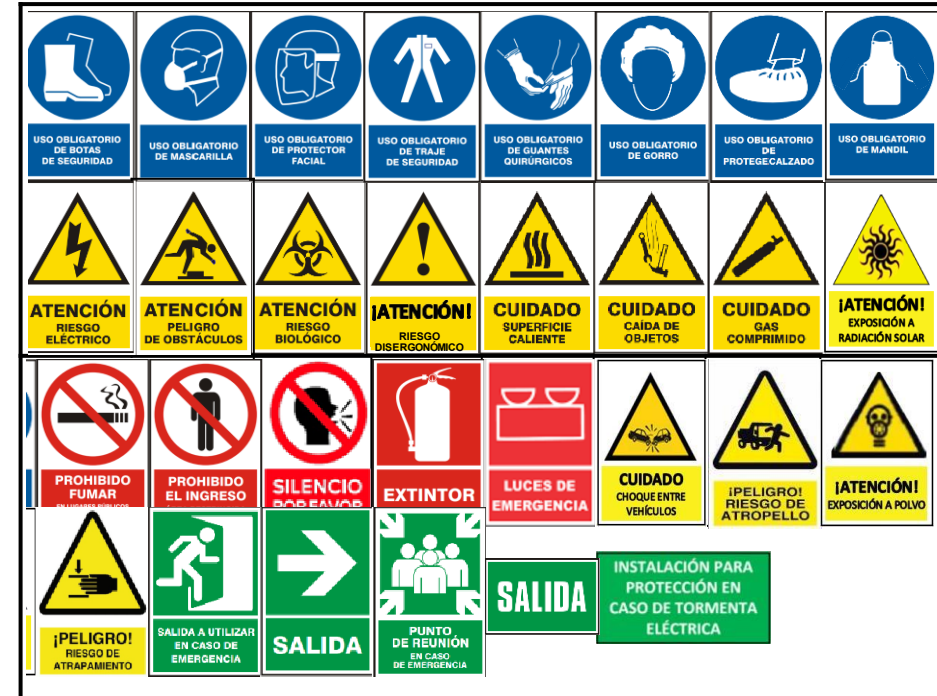 USO OBLIGATORIO
DE BOTAS
DE SEGURIDAD
USO OBLIGATORIO
DE MASCARILLA
USO OBLIGATORIO
DE PROTECTOR
FACIAL
USO OBLIGATORIO
DE TRAJE
DE SEGURIDAD
USO OBLIGATORIO
DE GUANTES
QUIRÚRGICOS
USO OBLIGATORIO
DE GORRO
USO OBLIGATORIO
DE
PROTEGECALZADO
USO OBLIGATORIO
DE MANDIL
ATENCIÓN
RIESGO
ELÉCTRICO
ATENCIÓN
PELIGRO
DE OBSTÁCULOS
ATENCIÓN
RIESGO
BIOLÓGICO
¡ATENCIÓN!
RIESGO
DISERGONÓMICO
CUIDADO
SUPERFICIE
CALIENTE
CUIDADO
CAÍDA DE
OBJETOS
CUIDADO
GAS
COMPRIMIDO
¡ATENCIÓN!
EXPOSICIÓN A
RADIACIÓN SOLAR
PROHIBIDO
FUMAR
EN LUGARES PÚBLICOS
PROHIBIDO
EL INGRESO
SILENCIO
POR FAVOR
EXTINTOR
LUCES DE
EMERGENCIA
CUIDADO
CHOQUE ENTRE
VEHÍCULOS
¡PELIGRO!
RIESGO DE
ATROPELLO
¡ATENCIÓN!
EXPOSICIÓN A POLVO
¡PELIGRO!
RIESGO DE
ATRAPAMIENTO
SALIDA A UTILIZAR
EN CASO DE
EMERGENCIA
SALIDA
PUNTO
DE REUNIÓN
EN CASO
DE EMERGENCIA
SALIDA
INSTALACIÓN PARA
PROTECCIÓN EN
CASO DE TORMENTA
ELÉCTRICA